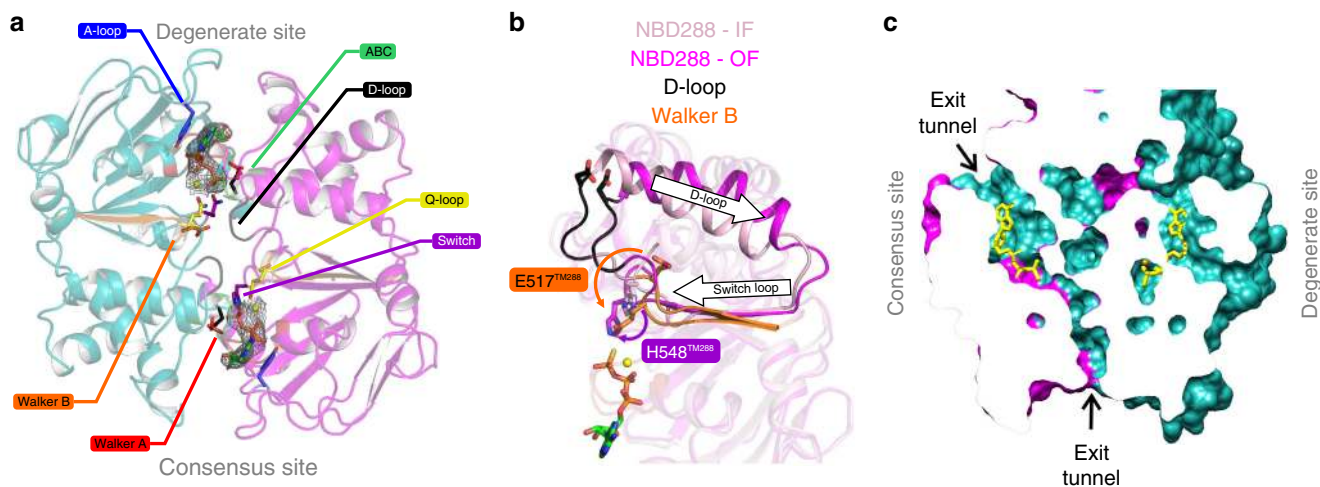 a
Degenerate site
A-loop
ABC
D-loop
Q-loop
Switch
Walker B
Walker A
Consensus site
b
NBD288 - IF
NBD288 - OF
D-loop
Walker B
D-loop
E517TM288
Switch loop
H548TM288
c
Exit
tunnel
Consensus site
Degenerate site
Exit
tunnel